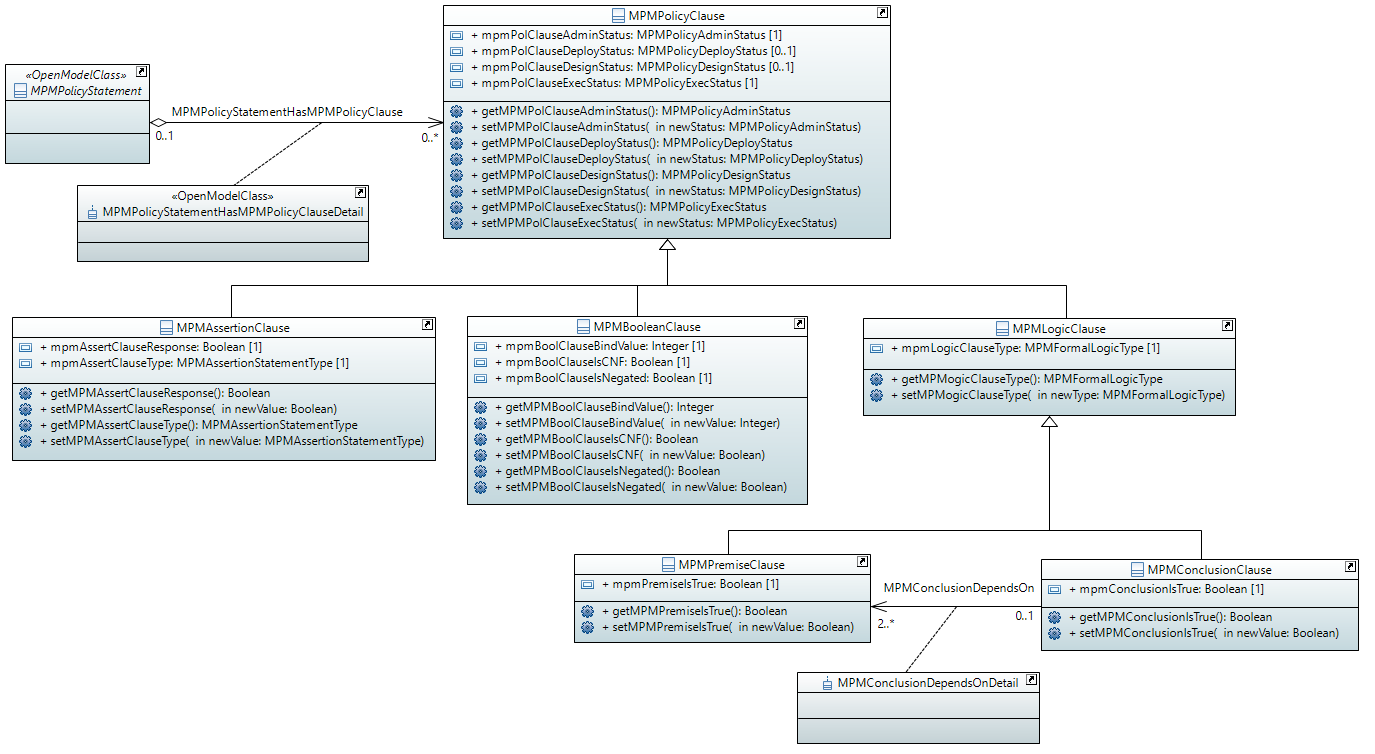 MPMPolicyClause
+ mpmPolClauseAdminStatus: MPMPolicyAdminStatus [1]
+ mpmPolClauseDeployStatus: MPMPolicyDeployStatus [0..1]
+ mpmPolClauseDesignStatus: MPMPolicyDesignStatus [0..1]
+ mpmPolClauseExecStatus: MPMPolicyExecStatus [1]
+ getMPMPolClauseAdminStatus(): MPMPolicyAdminStatus
+ setMPMPolClauseAdminStatus( in newStatus: MPMPolicyAdminStatus)
+ getMPMPolClauseDeployStatus(): MPMPolicyDeployStatus
+ setMPMPolClauseDeployStatus( in newStatus: MPMPolicyDeployStatus)
+ getMPMPolClauseDesignStatus(): MPMPolicyDesignStatus
+ setMPMPolClauseDesignStatus( in newStatus: MPMPolicyDesignStatus)
+ getMPMPolClauseExecStatus(): MPMPolicyExecStatus
+ setMPMPolClauseExecStatus( in newStatus: MPMPolicyExecStatus)
«OpenModelClass»
MPMPolicyStatement
MPMPolicyStatementHasMPMPolicyClause
0..1
0..*
«OpenModelClass»
MPMPolicyStatementHasMPMPolicyClauseDetail
MPMAssertionClause
+ mpmAssertClauseResponse: Boolean [1]
+ mpmAssertClauseType: MPMAssertionStatementType [1]
+ getMPMAssertClauseResponse(): Boolean
+ setMPMAssertClauseResponse( in newValue: Boolean)
+ getMPMAssertClauseType(): MPMAssertionStatementType
+ setMPMAssertClauseType( in newValue: MPMAssertionStatementType)
MPMBooleanClause
+ mpmBoolClauseBindValue: Integer [1]
+ mpmBoolClauseIsCNF: Boolean [1]
+ mpmBoolClauseIsNegated: Boolean [1]
+ getMPMBoolClauseBindValue(): Integer
+ setMPMBoolClauseBindValue( in newValue: Integer)
+ getMPMBoolClauseIsCNF(): Boolean
+ setMPMBoolClauseIsCNF( in newValue: Boolean)
+ getMPMBoolClauseIsNegated(): Boolean
+ setMPMBoolClauseIsNegated( in newValue: Boolean)
MPMLogicClause
+ mpmLogicClauseType: MPMFormalLogicType [1]
+ getMPMogicClauseType(): MPMFormalLogicType
+ setMPMogicClauseType( in newType: MPMFormalLogicType)
MPMPremiseClause
+ mpmPremiseIsTrue: Boolean [1]
+ getMPMPremiseIsTrue(): Boolean
+ setMPMPremiseIsTrue( in newValue: Boolean)
MPMConclusionDependsOn
2..*
0..1
MPMConclusionClause
+ mpmConclusionIsTrue: Boolean [1]
+ getMPMConclusionIsTrue(): Boolean
+ setMPMConclusionIsTrue( in newValue: Boolean)
MPMConclusionDependsOnDetail